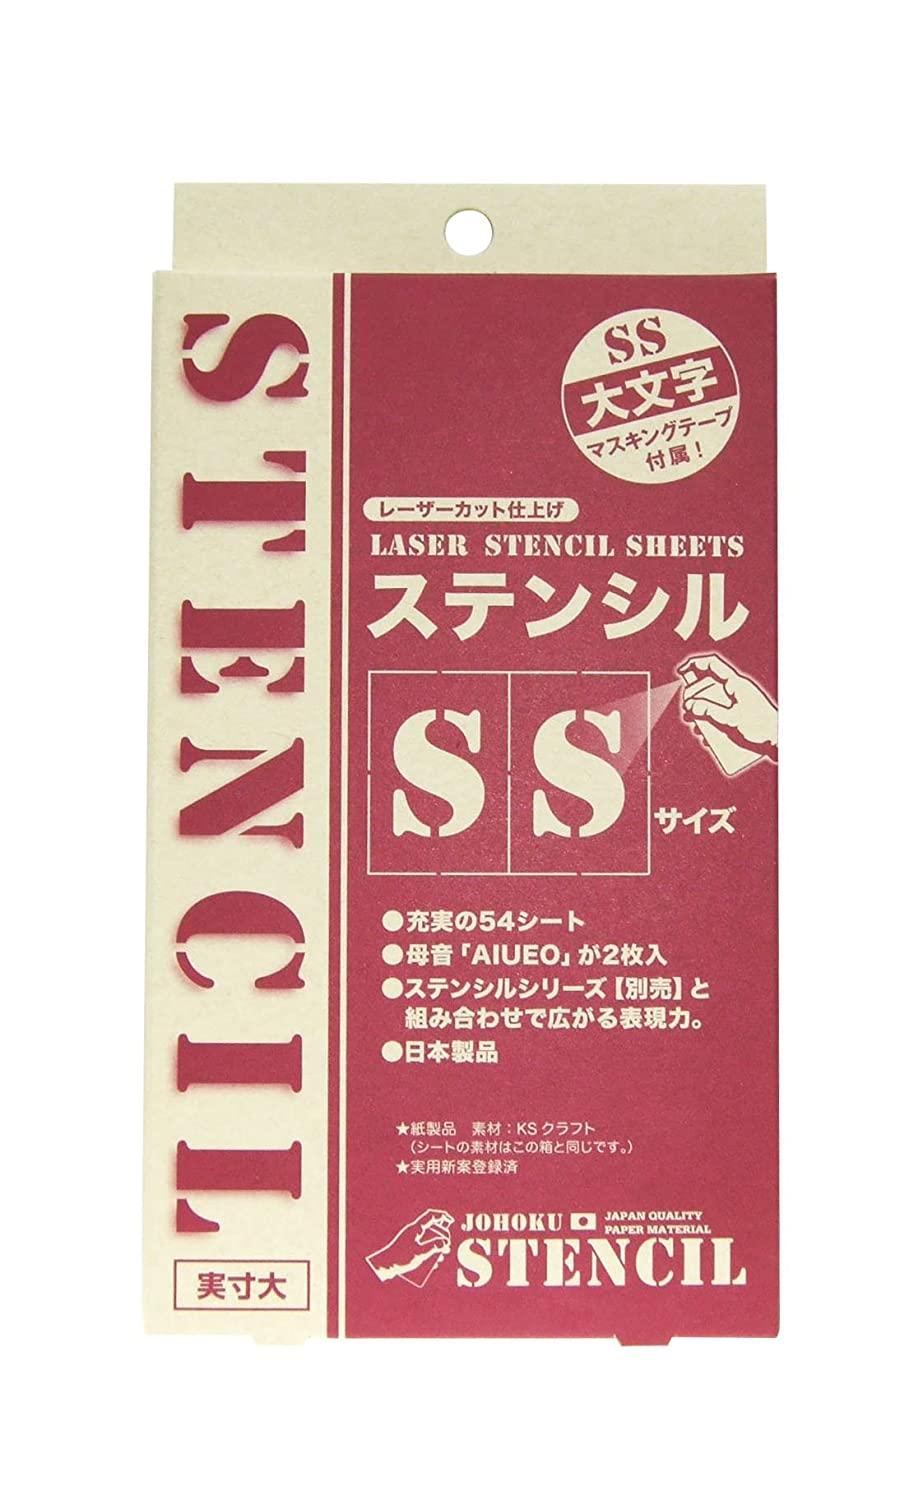 STENCIL
実寸大
SS
大文字
マスキングテープ
付属！
レーザーカット仕上げ
LASER STENCIL SHEETS
ステンシル
SS
サイズ
●充実の54シート
●母音「AIUEO」が2枚入
●ステンシルシリーズ【別売】と
組み合わせで広がる表現力。
●日本製品
★紙製品　素材：KSクラフト
（シートの素材はこの箱と同じです。）
★実用新案登録済
JOHOKU
JAPAN QUALITY
PAPER MATERIAL
STENCIL